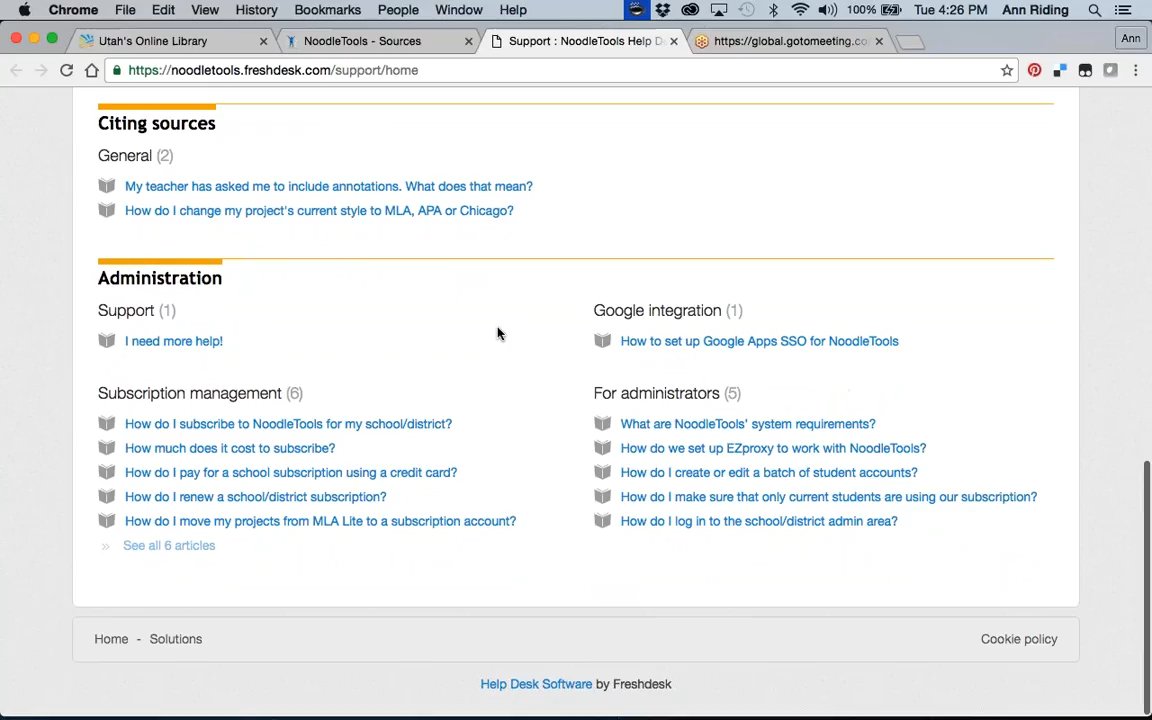 Chrome File Edit View History Bookmarks People Window Help 100% Tue 4:26 PM Ann Riding
Utah's Online Library NoodleTools - Sources Support : NoodleTools Help D https://global.gotomeeting.co Ann
https://noodletools.freshdesk.com/support/home
Citing sources
General (2)
My teacher has asked me to include annotations. What does that mean?
How do I change my project's current style to MLA, APA or Chicago?
Administration
Support (1)
I need more help!
Google integration (1)
How to set up Google Apps SSO for NoodleTools
Subscription management (6)
How do I subscribe to NoodleTools for my school/district?
How much does it cost to subscribe?
How do I pay for a school subscription using a credit card?
How do I renew a school/district subscription?
How do I move my projects from MLA Lite to a subscription account?
» See all 6 articles
For administrators (5)
What are NoodleTools' system requirements?
How do we set up EZproxy to work with NoodleTools?
How do I create or edit a batch of student accounts?
How do I make sure that only current students are using our subscription?
How do I log in to the school/district admin area?
Home - Solutions
Cookie policy
Help Desk Software by Freshdesk